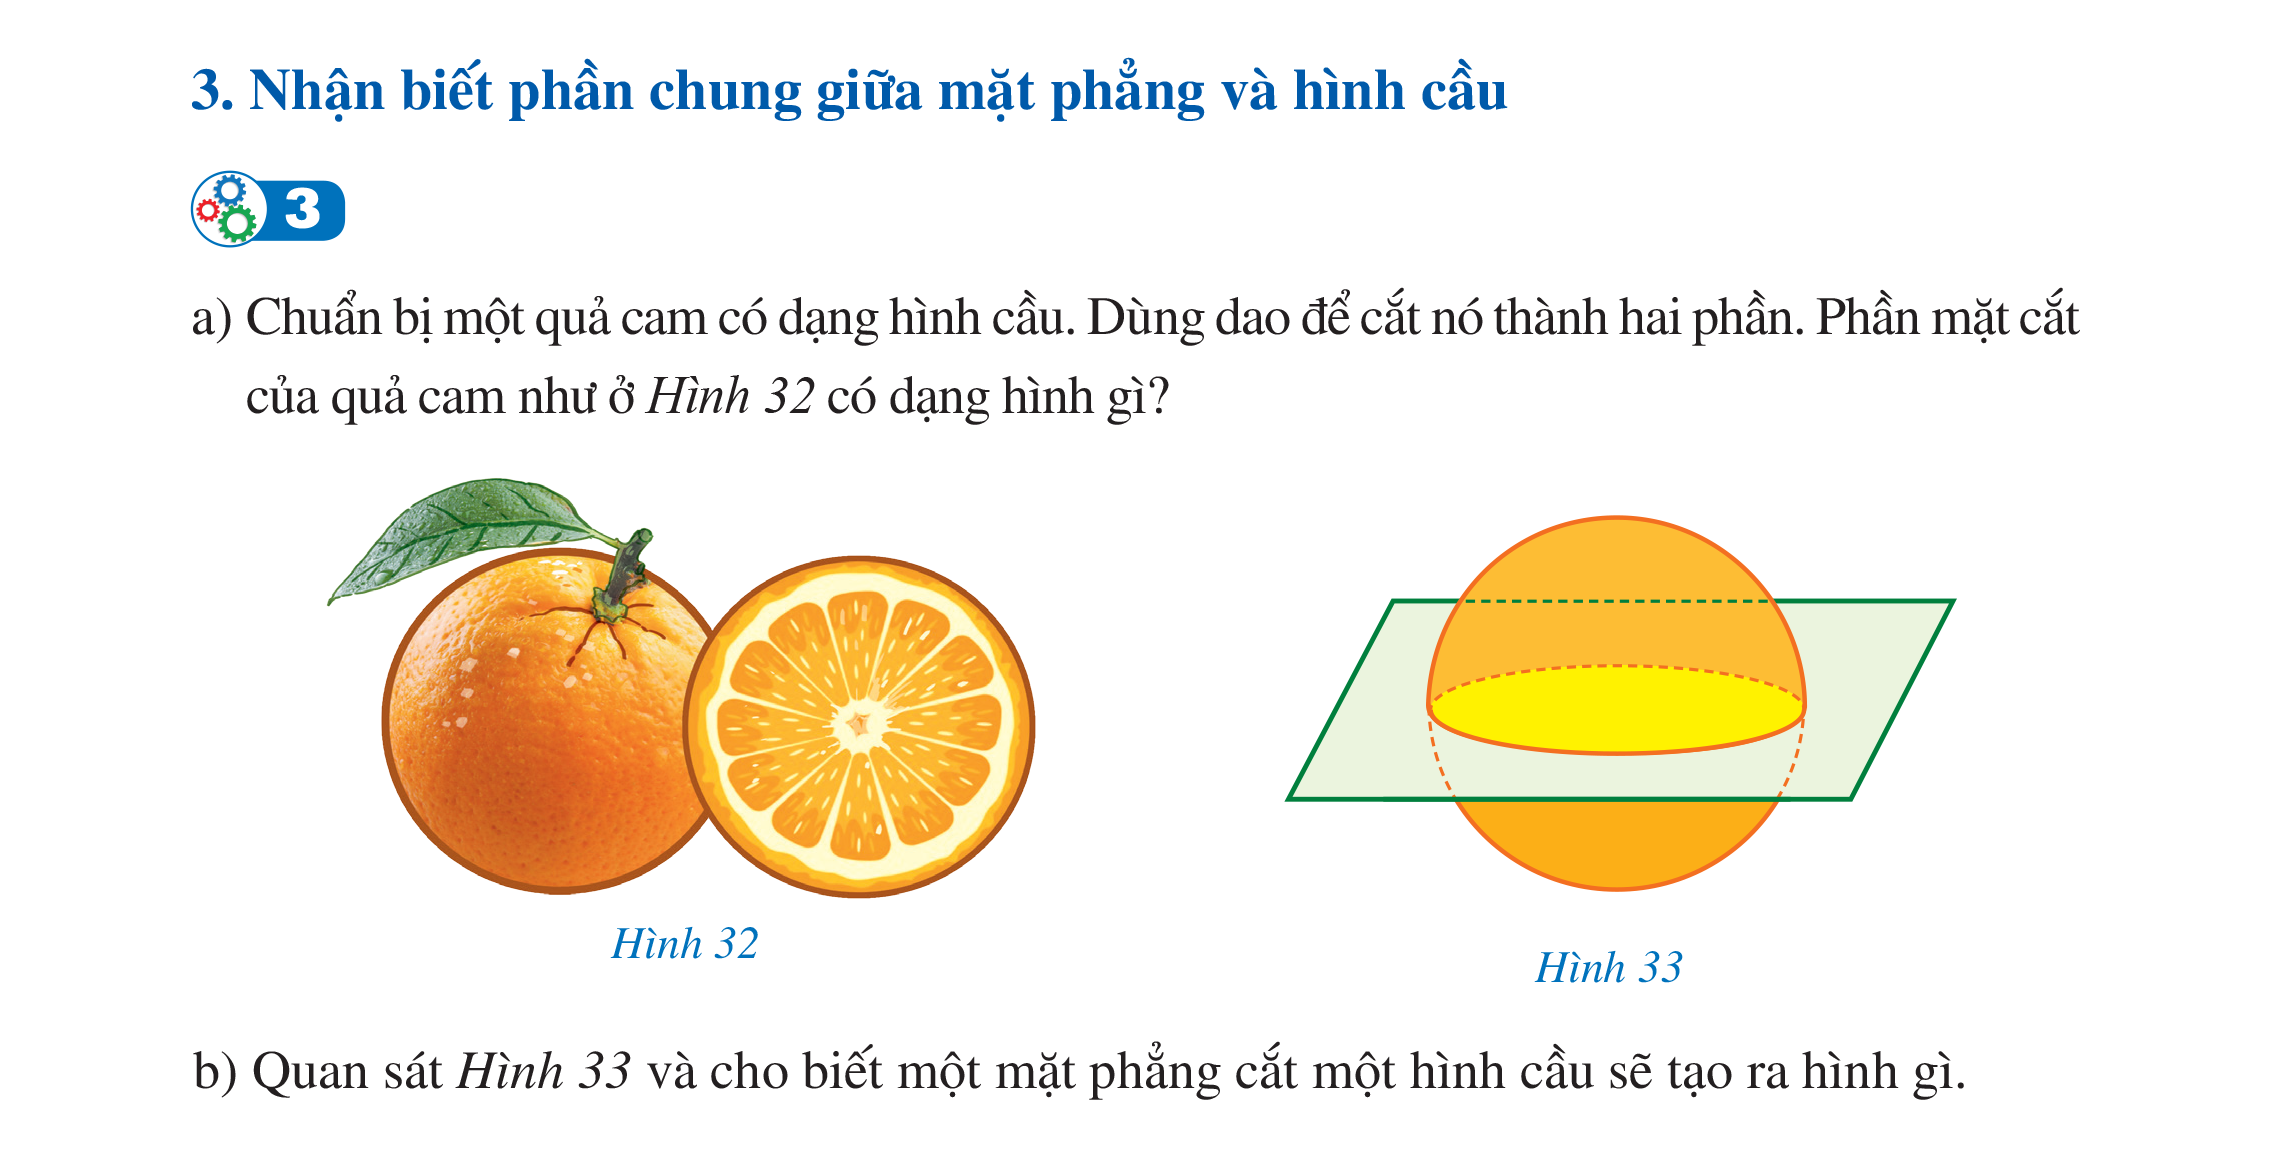 3. Nhận biết phần chung giữa mặt phẳng và hình cầu
3
a) Chuẩn bị một quả cam có dạng hình cầu. Dùng dao để cắt nó thành hai phần. Phần mặt cắt
của quả cam như ở Hình 32 có dạng hình gì?
Hình 32
Hình 33
b) Quan sát Hình 33 và cho biết một mặt phẳng cắt một hình cầu sẽ tạo ra hình gì.